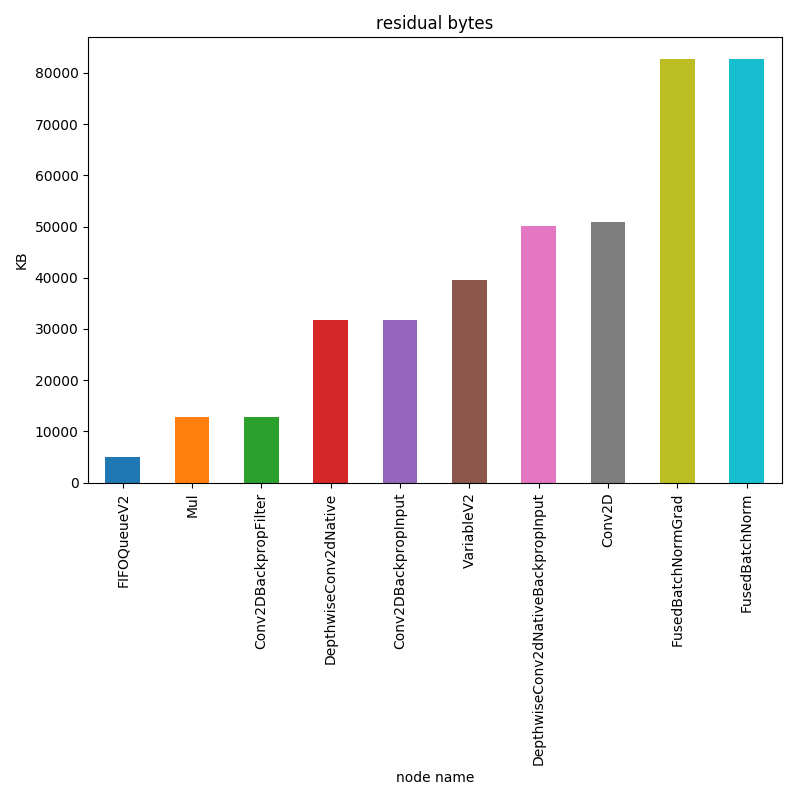 residual bytes
KB
80000
70000
60000
50000
40000
30000
20000
10000
0
FIFOQueueV2
Mul
Conv2DBackpropFilter
DepthwiseConv2dNative
Conv2DBackpropInput
VariableV2
DepthwiseConv2dNativeBackpropInput
Conv2D
FusedBatchNormGrad
FusedBatchNorm
node name